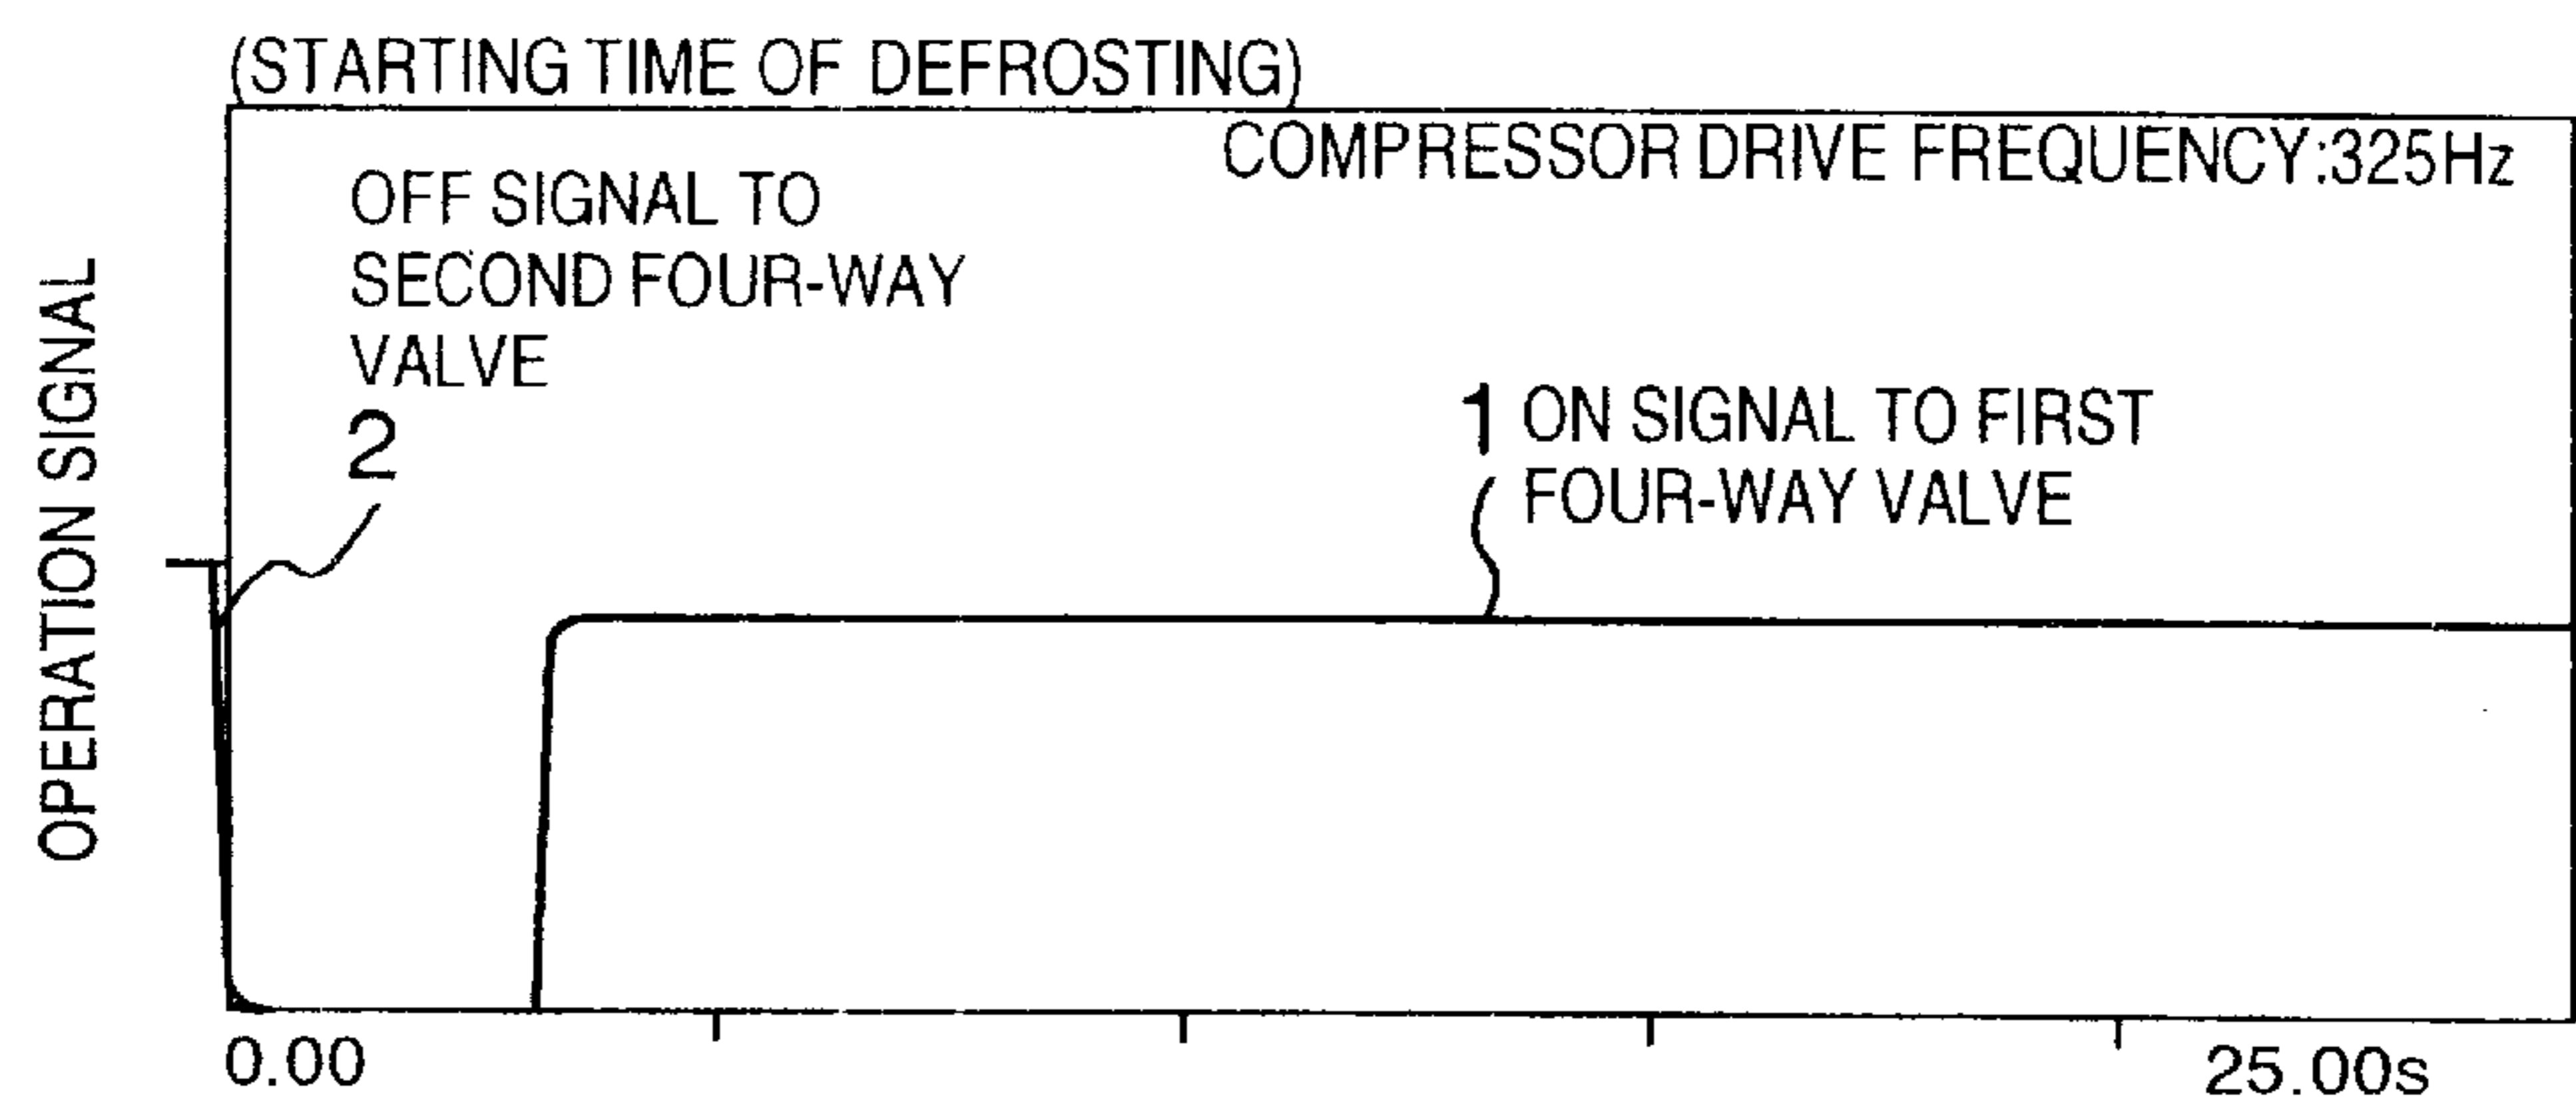 (STARTING TIME OF DEFROSTING)
COMPRESSOR DRIVE FREQUENCY:325Hz
OFF SIGNAL TO
SECOND FOUR-WAY
VALVE
2
1 ON SIGNAL TO FIRST
FOUR-WAY VALVE
OPERATION SIGNAL
0.00
25.00s